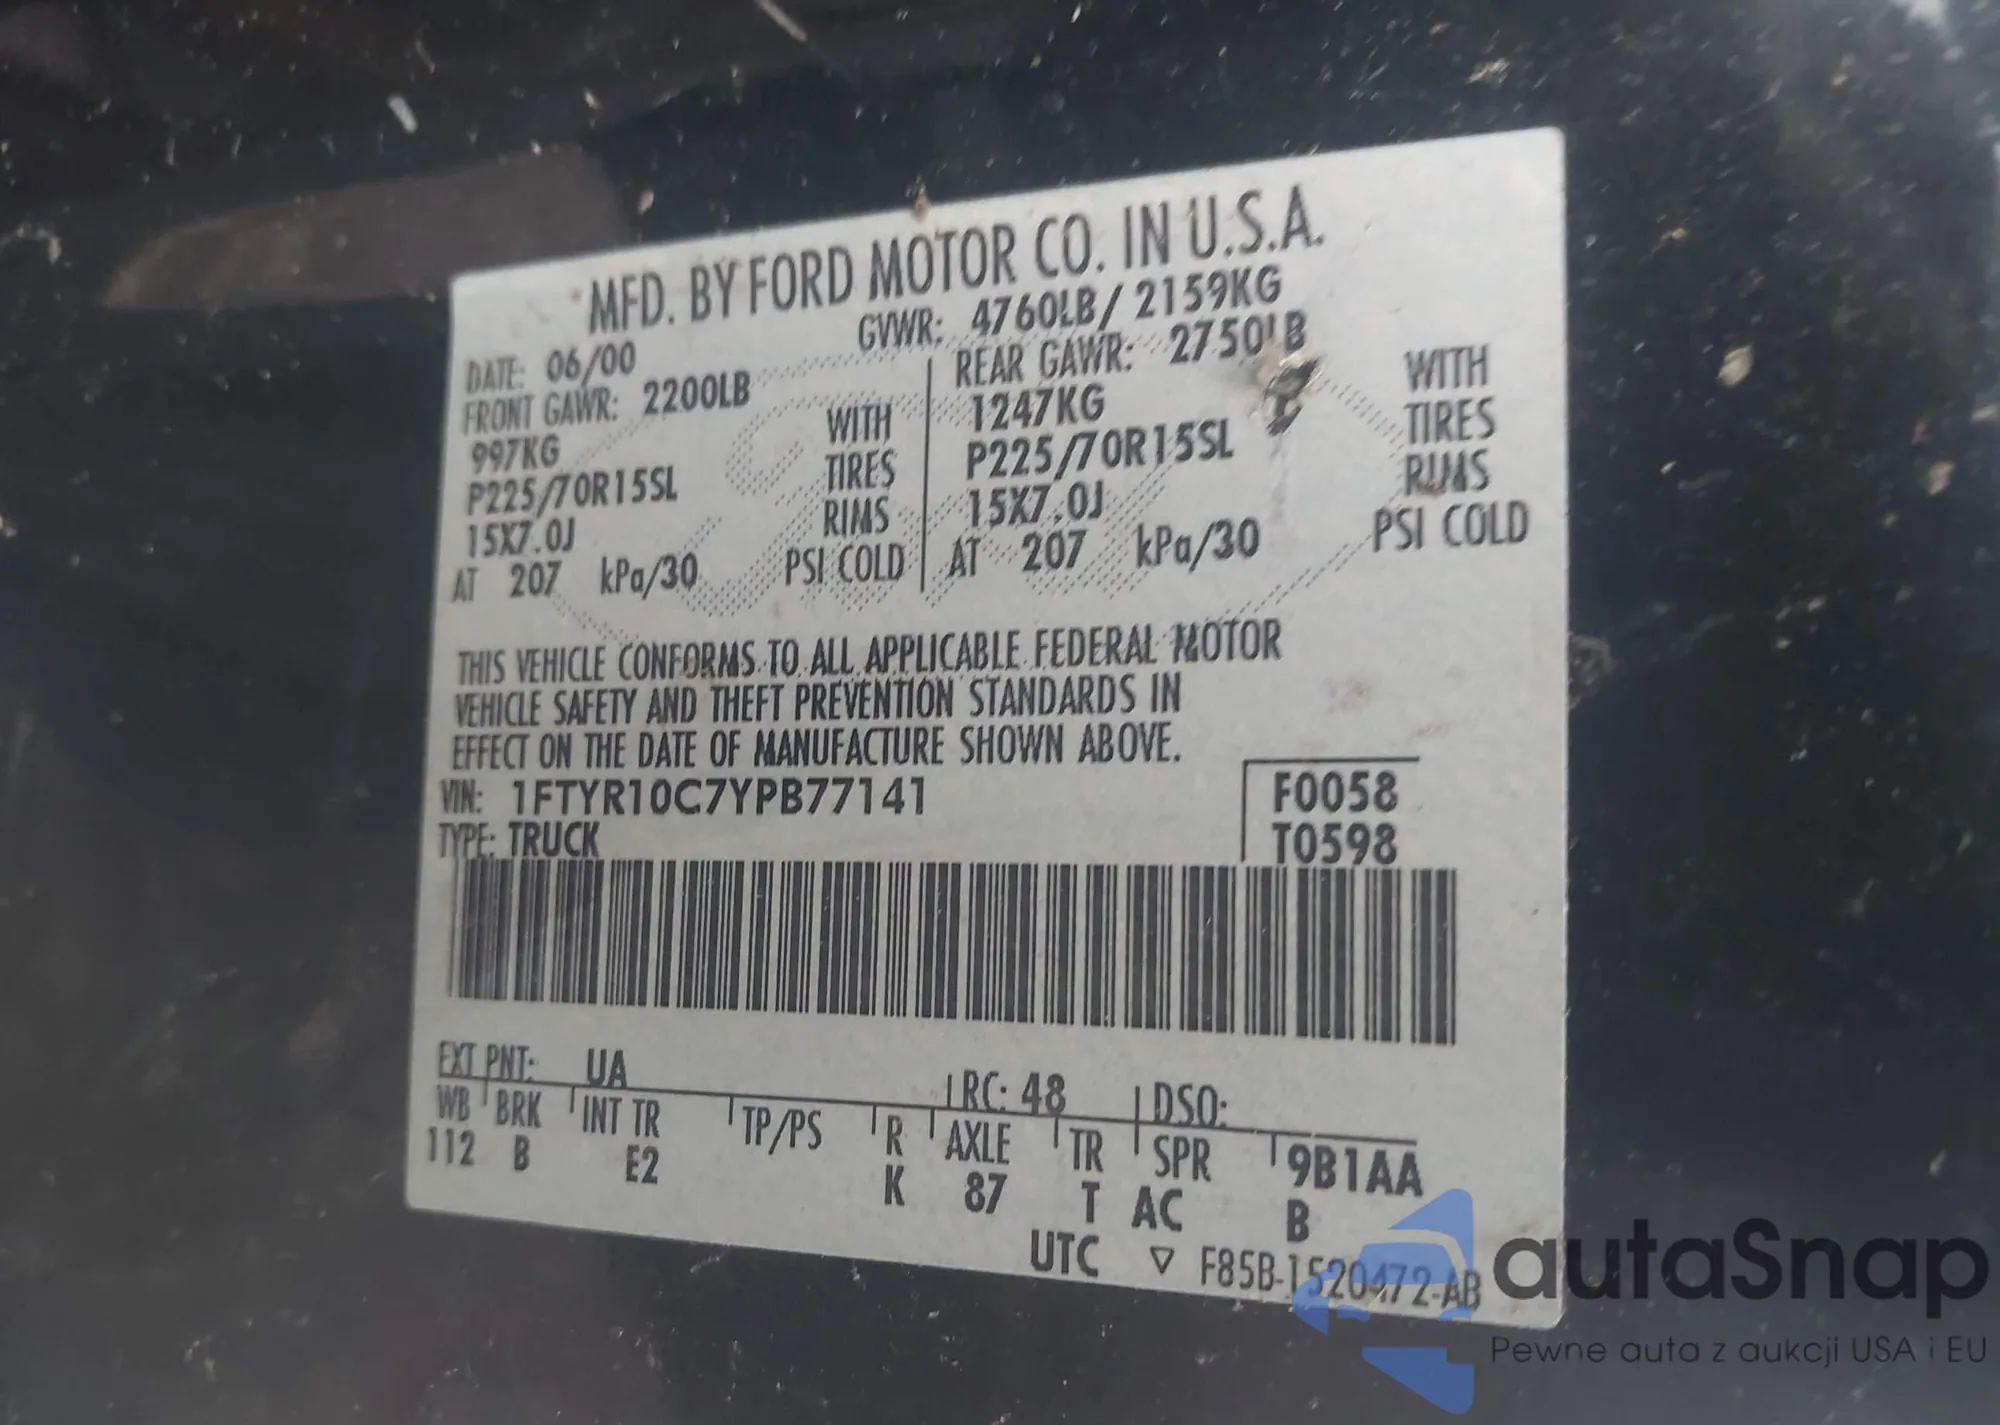 MFD. BY FORD MOTOR CO. IN U.S.A.
DATE: 06/00 GVWR: 4760LB/ 2159KG
FRONT GAWR: 2200LB REAR GAWR: 2750LB
997KG WITH 1247KG WITH
P225/70R15SL TIRES P225/70R15SL TIRES
15X7.0J RIMS 15X7.0J RIMS
AT 207 kPa/30 PSI COLD AT 207 kPa/30 PSI COLD
THIS VEHICLE CONFORMS TO ALL APPLICABLE FEDERAL MOTOR
VEHICLE SAFETY AND THEFT PREVENTION STANDARDS IN
EFFECT ON THE DATE OF MANUFACTURE SHOWN ABOVE.
VIN: 1FTYR10C7YPB77141 F0058
TYPE: TRUCK T0598
EXT PNT: UA RC: 48 DSO:
WB BRK INT TR TP/PS R AXLE TR SPR 9B1AA
112 B E2 K 87 T AC B
UTC ▽ F85B-1520472-AB
autaSnap
Pewne auta z aukcji USA i EU